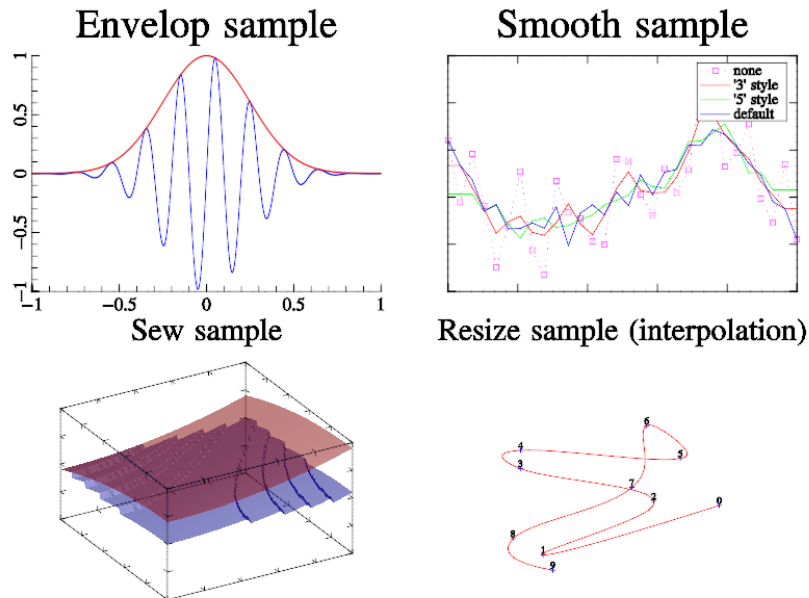 Envelop sample
1
0.5
0
−0.5
−1
−1
−0.5
0
0.5
1
Smooth sample
none
'3' style
'5' style
default
Sew sample
Resize sample (interpolation)
6
4
5
3
7
2
0
8
1
9